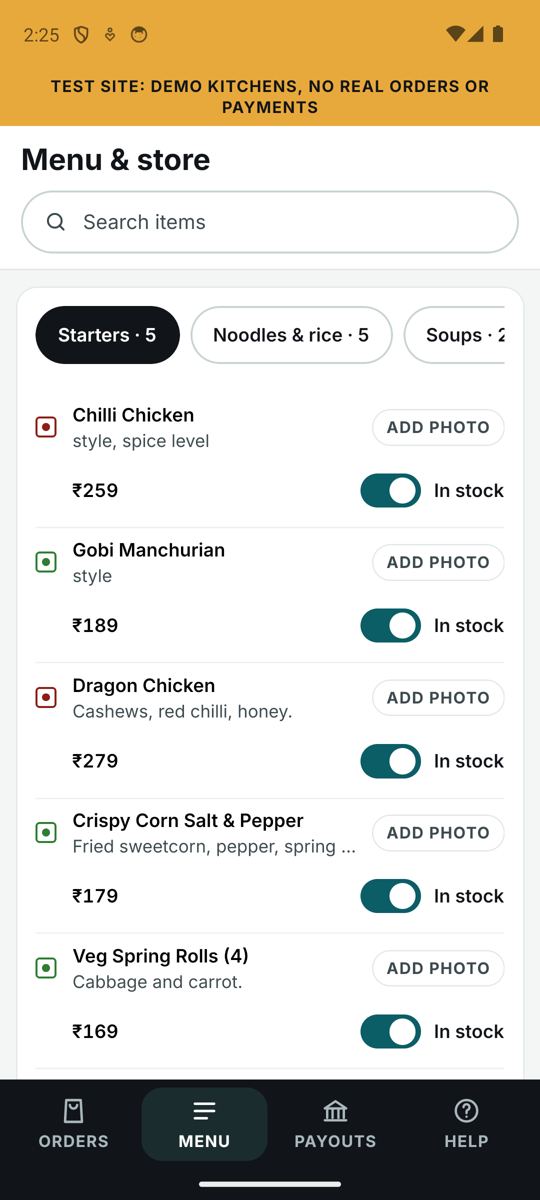 2:25
TEST SITE: DEMO KITCHENS, NO REAL ORDERS OR
PAYMENTS
Menu & store
Search items
Starters · 5
Noodles & rice · 5
Soups · 2
Chilli Chicken
style, spice level
ADD PHOTO
₹259
In stock
Gobi Manchurian
style
ADD PHOTO
₹189
In stock
Dragon Chicken
Cashews, red chilli, honey.
ADD PHOTO
₹279
In stock
Crispy Corn Salt & Pepper
Fried sweetcorn, pepper, spring ...
ADD PHOTO
₹179
In stock
Veg Spring Rolls (4)
Cabbage and carrot.
ADD PHOTO
₹169
In stock
ORDERS
MENU
PAYOUTS
HELP